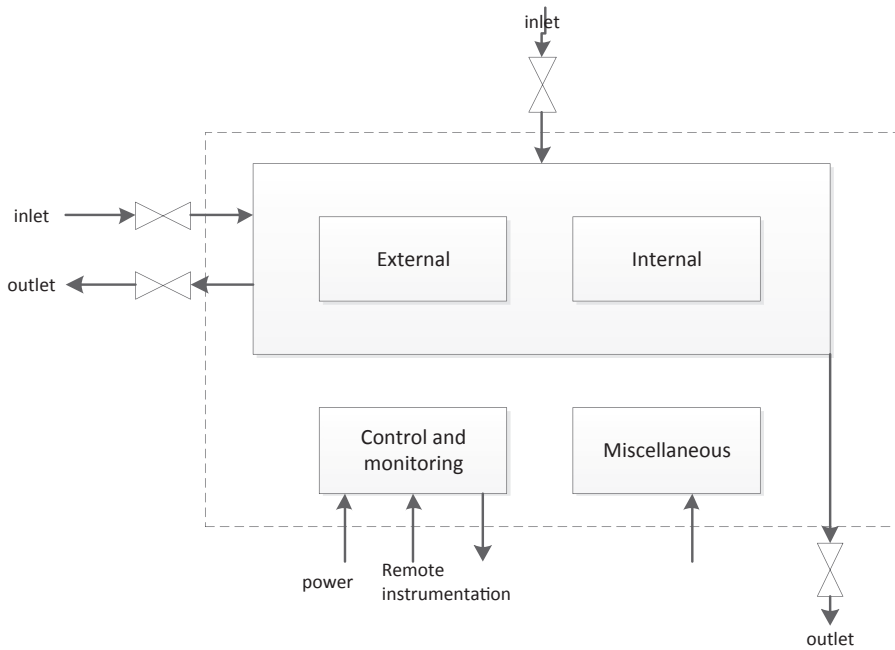 inlet
inlet
External
Internal
outlet
Control and
monitoring
Miscellaneous
power
Remote
instrumentation
outlet